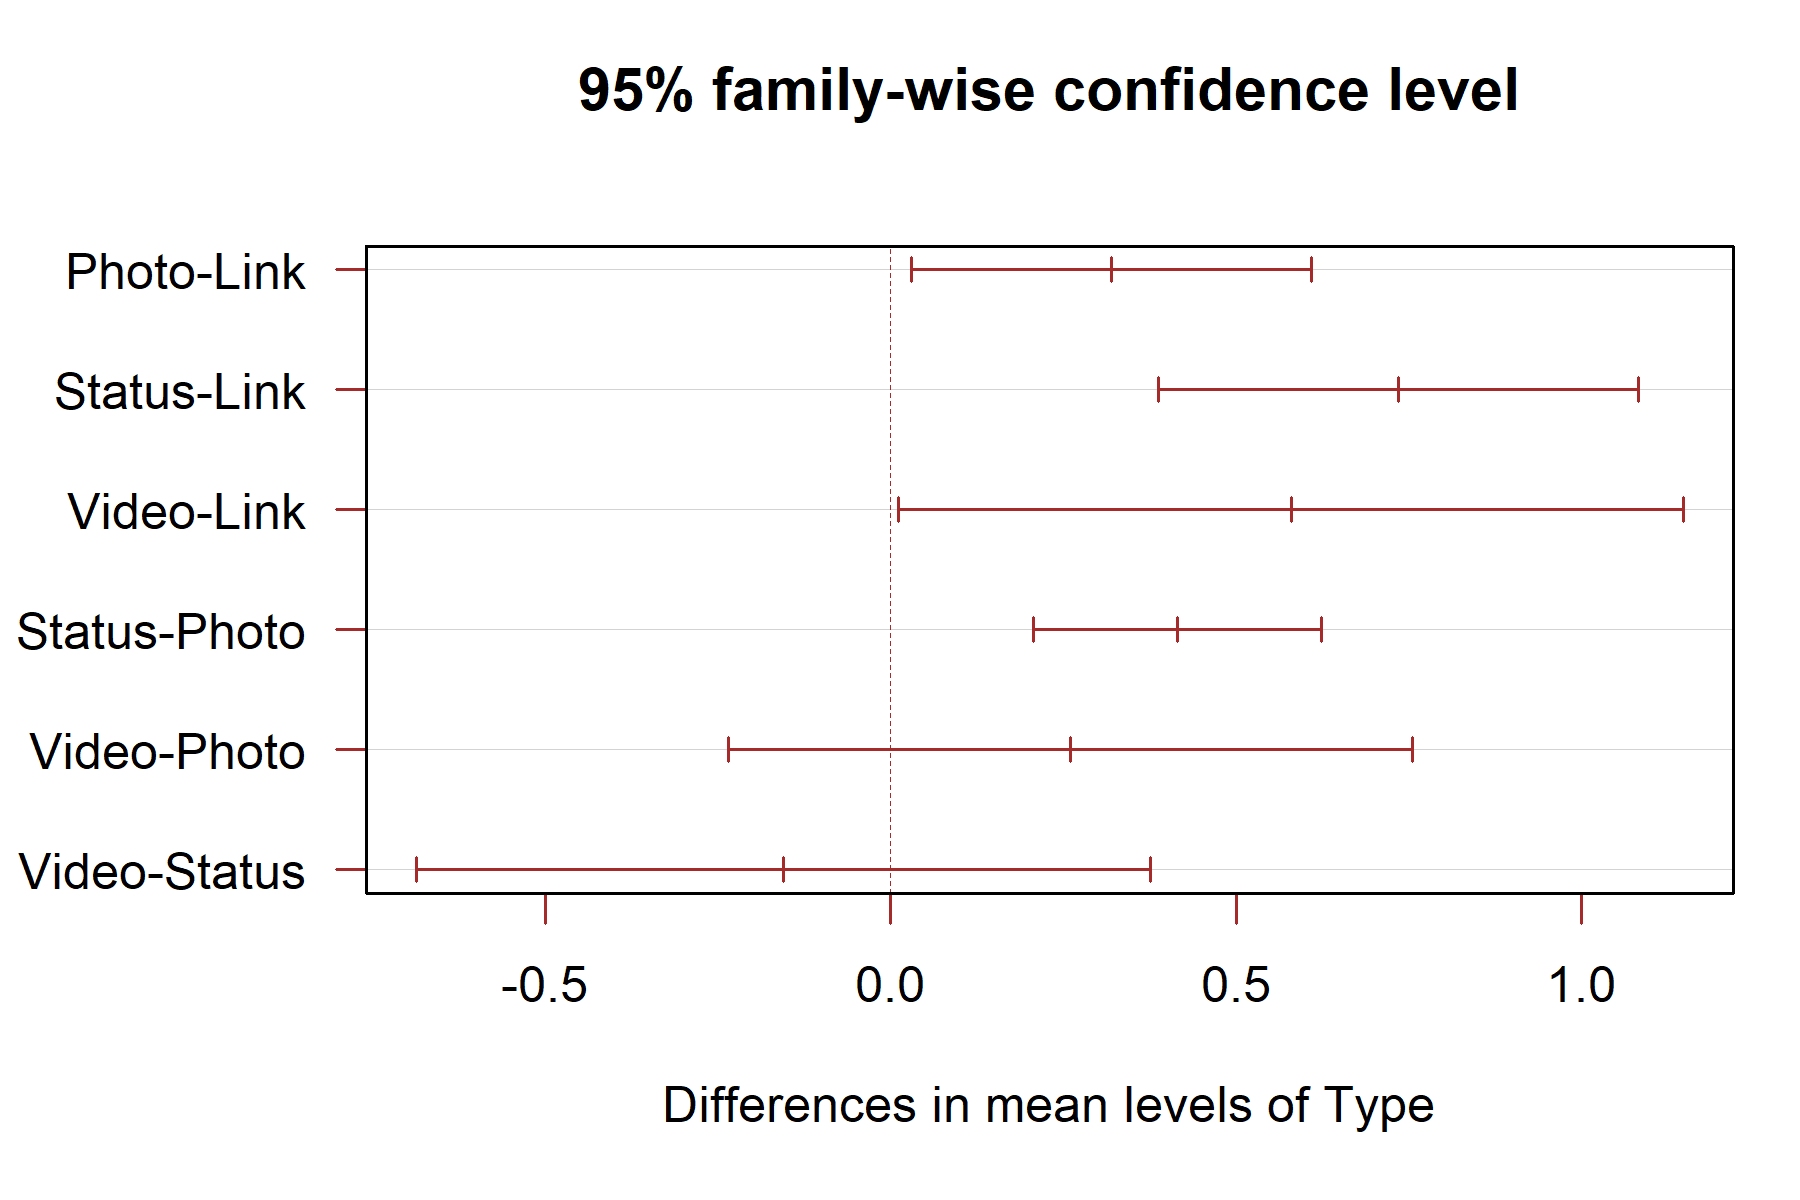 95% family-wise confidence level
Photo-Link
Status-Link
Video-Link
Status-Photo
Video-Photo
Video-Status
-0.5 0.0 0.5 1.0
Differences in mean levels of Type